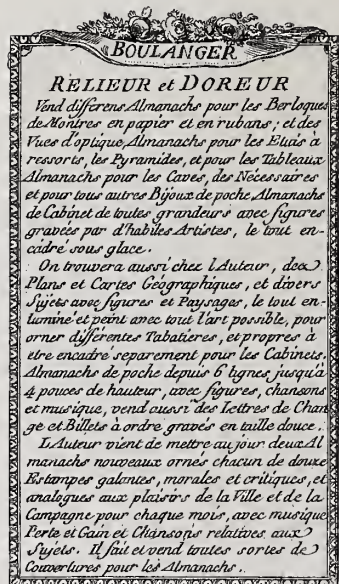 BOULANGER
RELIEUR et DOREUR
Vend differens Almanachs pour les Berloques
de Montres en papier et en rubans; et des
Vues d'optique, Almanachs pour les Etuis à
ressorts, les Pyramides, et pour les Tableaux
Almanachs pour les Caves, des Nécessaires
et pour tous autres Bijoux de poche Almanachs
de Cabinet de toutes grandeurs avec figures
gravées par d'habiles Artistes, le tout en-
cadré sous glace.
On trouvera aussi chez l'Auteur, des
Plans et Cartes Géographiques, et divers
Sujets avec figures et Paysages, le tout en-
luminé et peint avec tout l'art possible, pour
orner différentes Tabatieres, et propres à
etre encadré separement pour les Cabinets.
Almanachs de poche depuis 6 lignes jusqu'à
4 pouces de hauteur, avec figures, chansons
et musique, vend aussi des Lettres de Chan
ge et Billets à ordre gravés en taille douce.
L'Auteur vient de mettre au jour deux Al
manachs nouveaux ornés chacun de douze
Estampes galantes, morales et critiques, et
analogues aux plaisirs de la Ville et de la
Campagne pour chaque mois, avec musique
Perte et Gain et Chansons relatives aux
Sujets. Il fait et vend toutes sortes de
Couvertures pour les Almanachs.